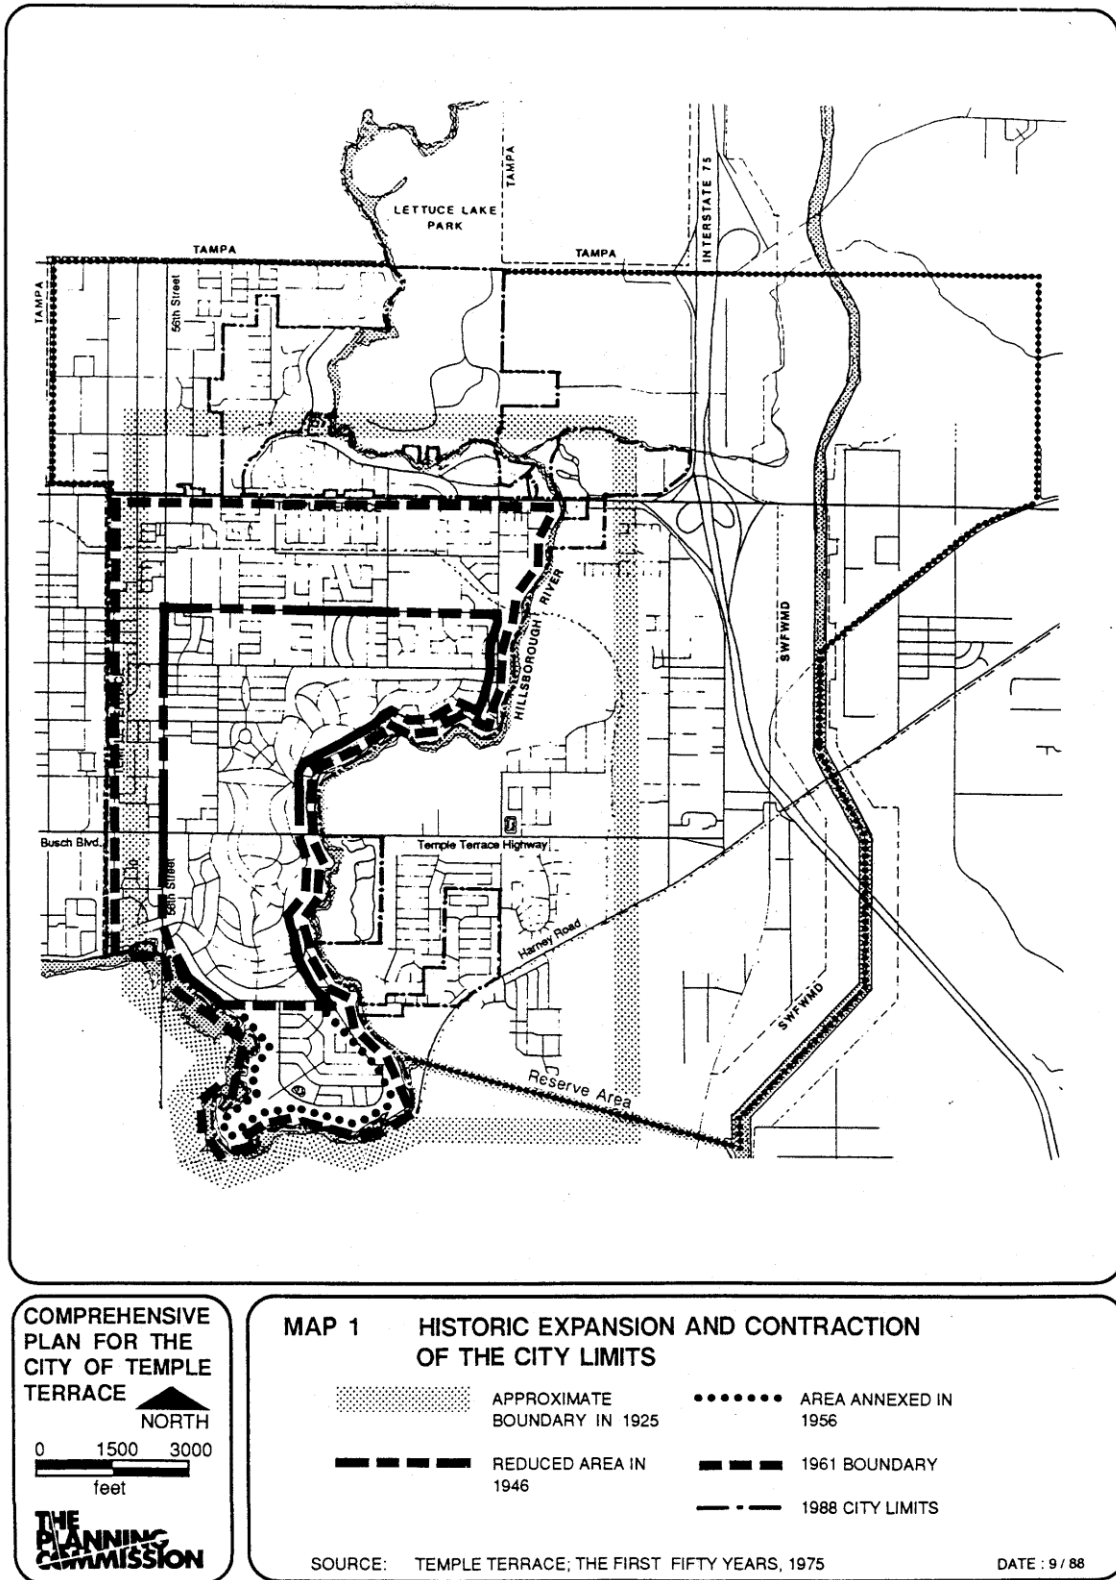 TAMPA
LETTUCE LAKE
PARK
INTERSTATE 75
TAMPA
TAMPA
TAMPA
56th Street
TEMPLE TERRACE
HILLSBOROUGH RIVER
SWFWMD
Busch Blvd.
Temple Terrace Highway
56th Street
Harney Road
SWFWMD
Reserve Area
COMPREHENSIVE
PLAN FOR THE
CITY OF TEMPLE
TERRACE
NORTH
0 1500 3000
feet
THE
PLANNING
COMMISSION
MAP 1 HISTORIC EXPANSION AND CONTRACTION
OF THE CITY LIMITS
APPROXIMATE
BOUNDARY IN 1925
REDUCED AREA IN
1946
AREA ANNEXED IN
1956
1961 BOUNDARY
1988 CITY LIMITS
SOURCE: TEMPLE TERRACE; THE FIRST FIFTY YEARS, 1975
DATE : 9 / 88